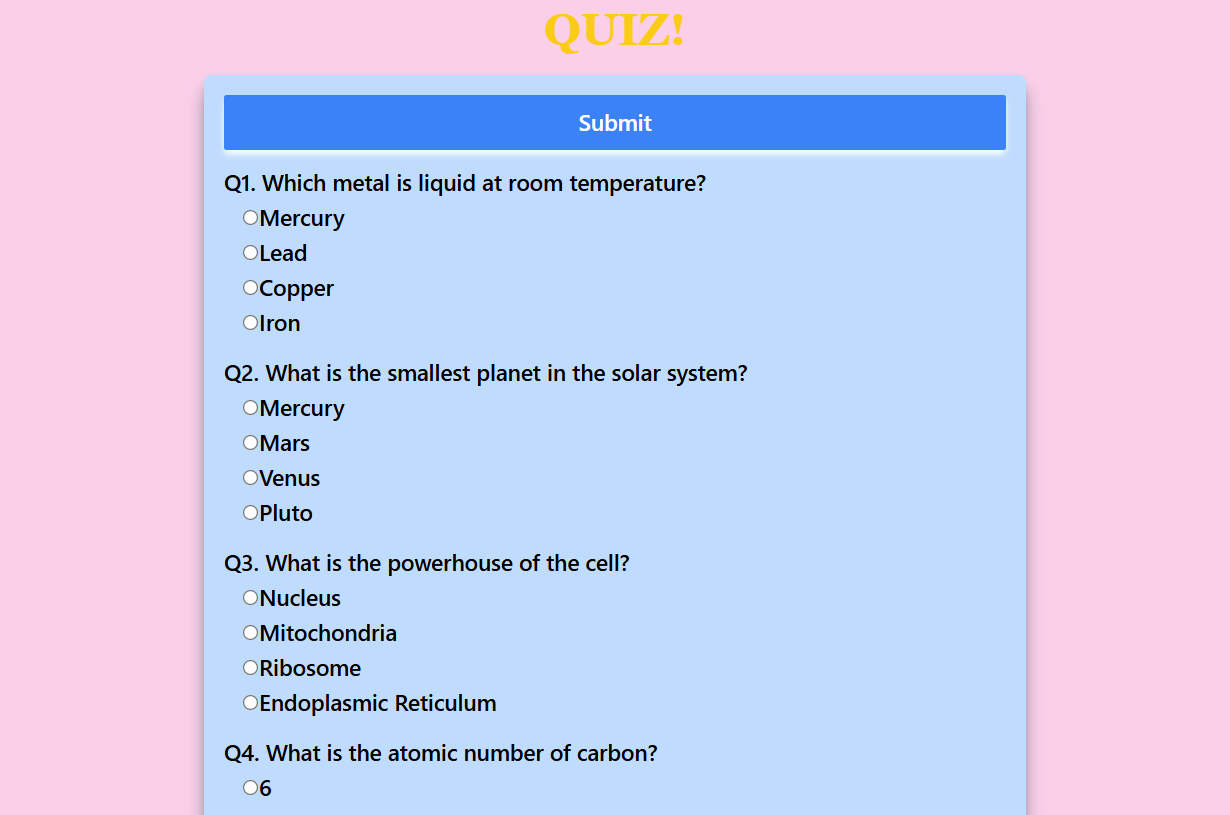 QUIZ!
Submit
Q1. Which metal is liquid at room temperature?
Mercury
Lead
Copper
Iron
Q2. What is the smallest planet in the solar system?
Mercury
Mars
Venus
Pluto
Q3. What is the powerhouse of the cell?
Nucleus
Mitochondria
Ribosome
Endoplasmic Reticulum
Q4. What is the atomic number of carbon?
6